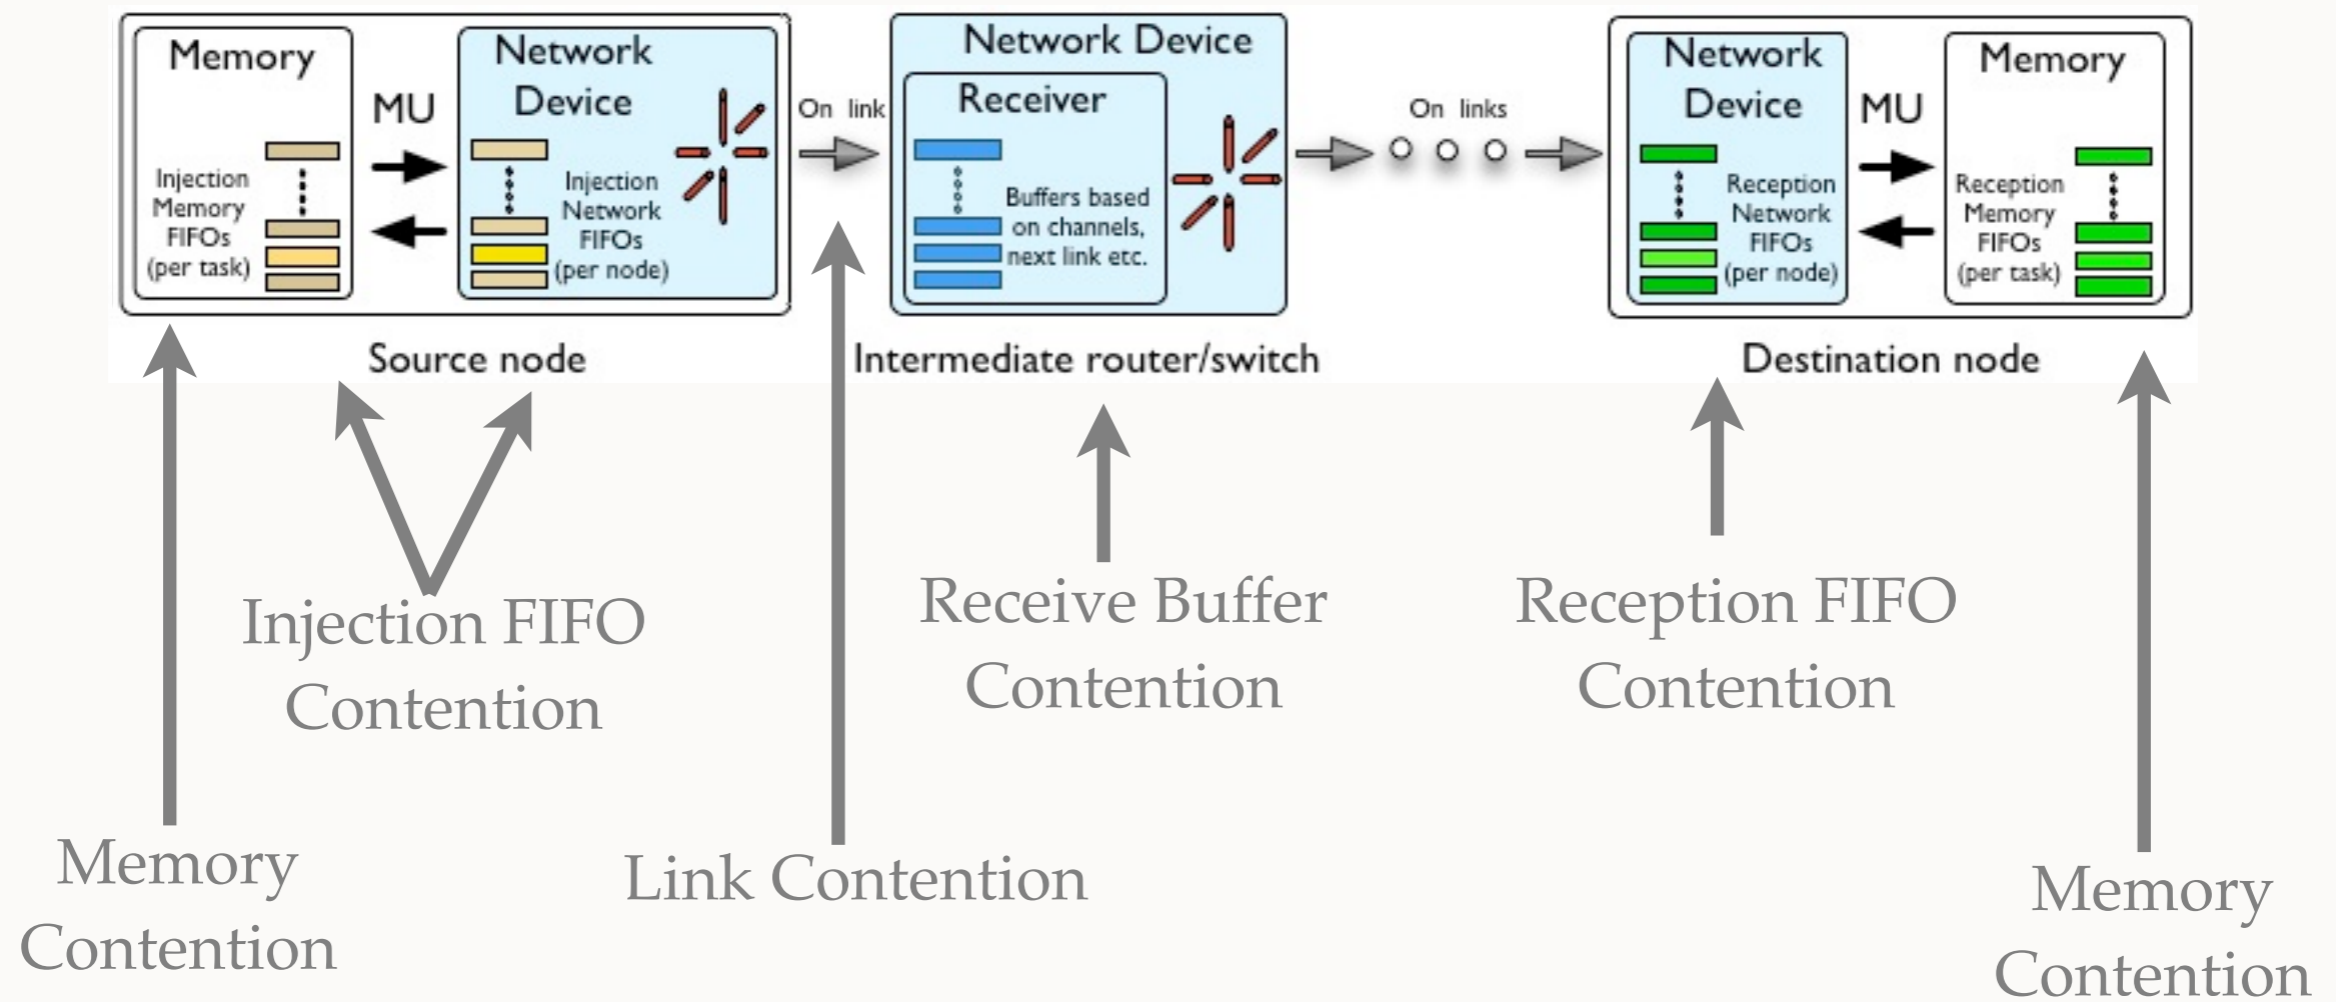 Memory
MU
Injection
Memory
FIFOs
(per task)
Network
Device
Injection
Network
FIFOs
(per node)
Source node
On link
Network Device
Receiver
Buffers based
on channels,
next link etc.
Intermediate router/switch
On links
Network
Device
Reception
Network
FIFOs
(per node)
MU
Memory
Reception
Memory
FIFOs
(per task)
Destination node
Injection FIFO
Contention
Receive Buffer
Contention
Reception FIFO
Contention
Memory
Contention
Link Contention
Memory
Contention